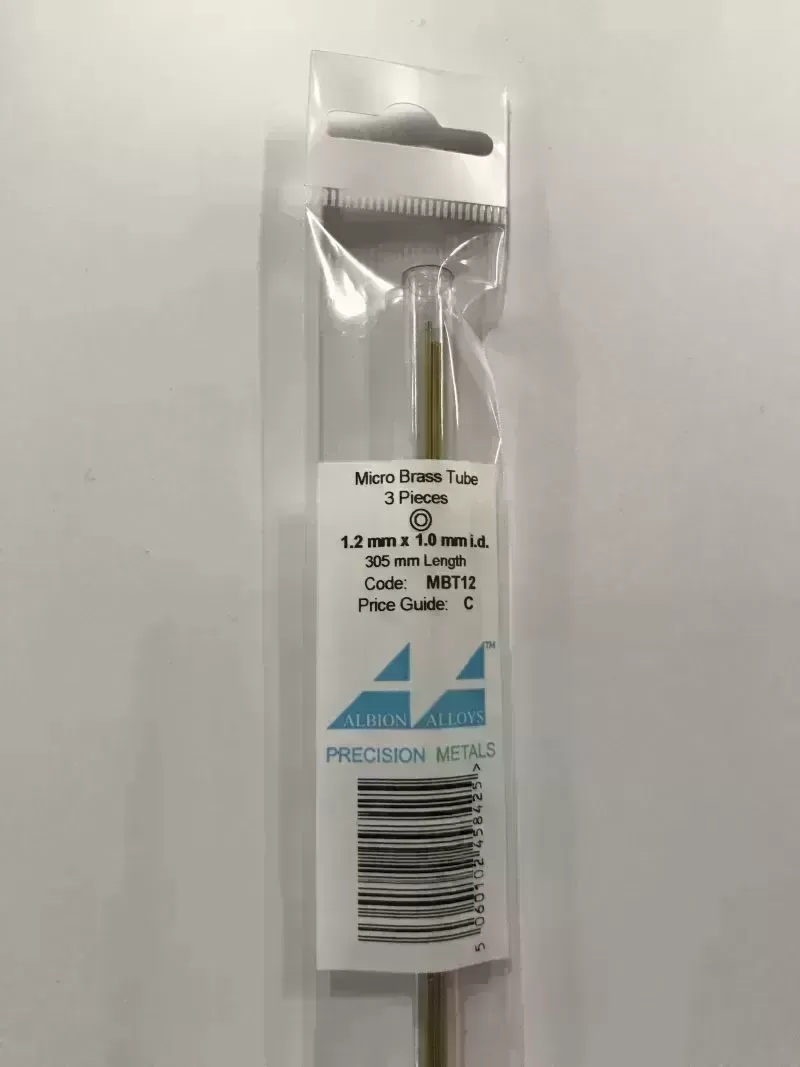 Micro Brass Tube
3 Pieces
1.2 mm x 1.0 mm i.d.
305 mm Length
Code: MBT12
Price Guide: C
TM
ALBION ALLOYS
PRECISION METALS
5 060102 458425 >